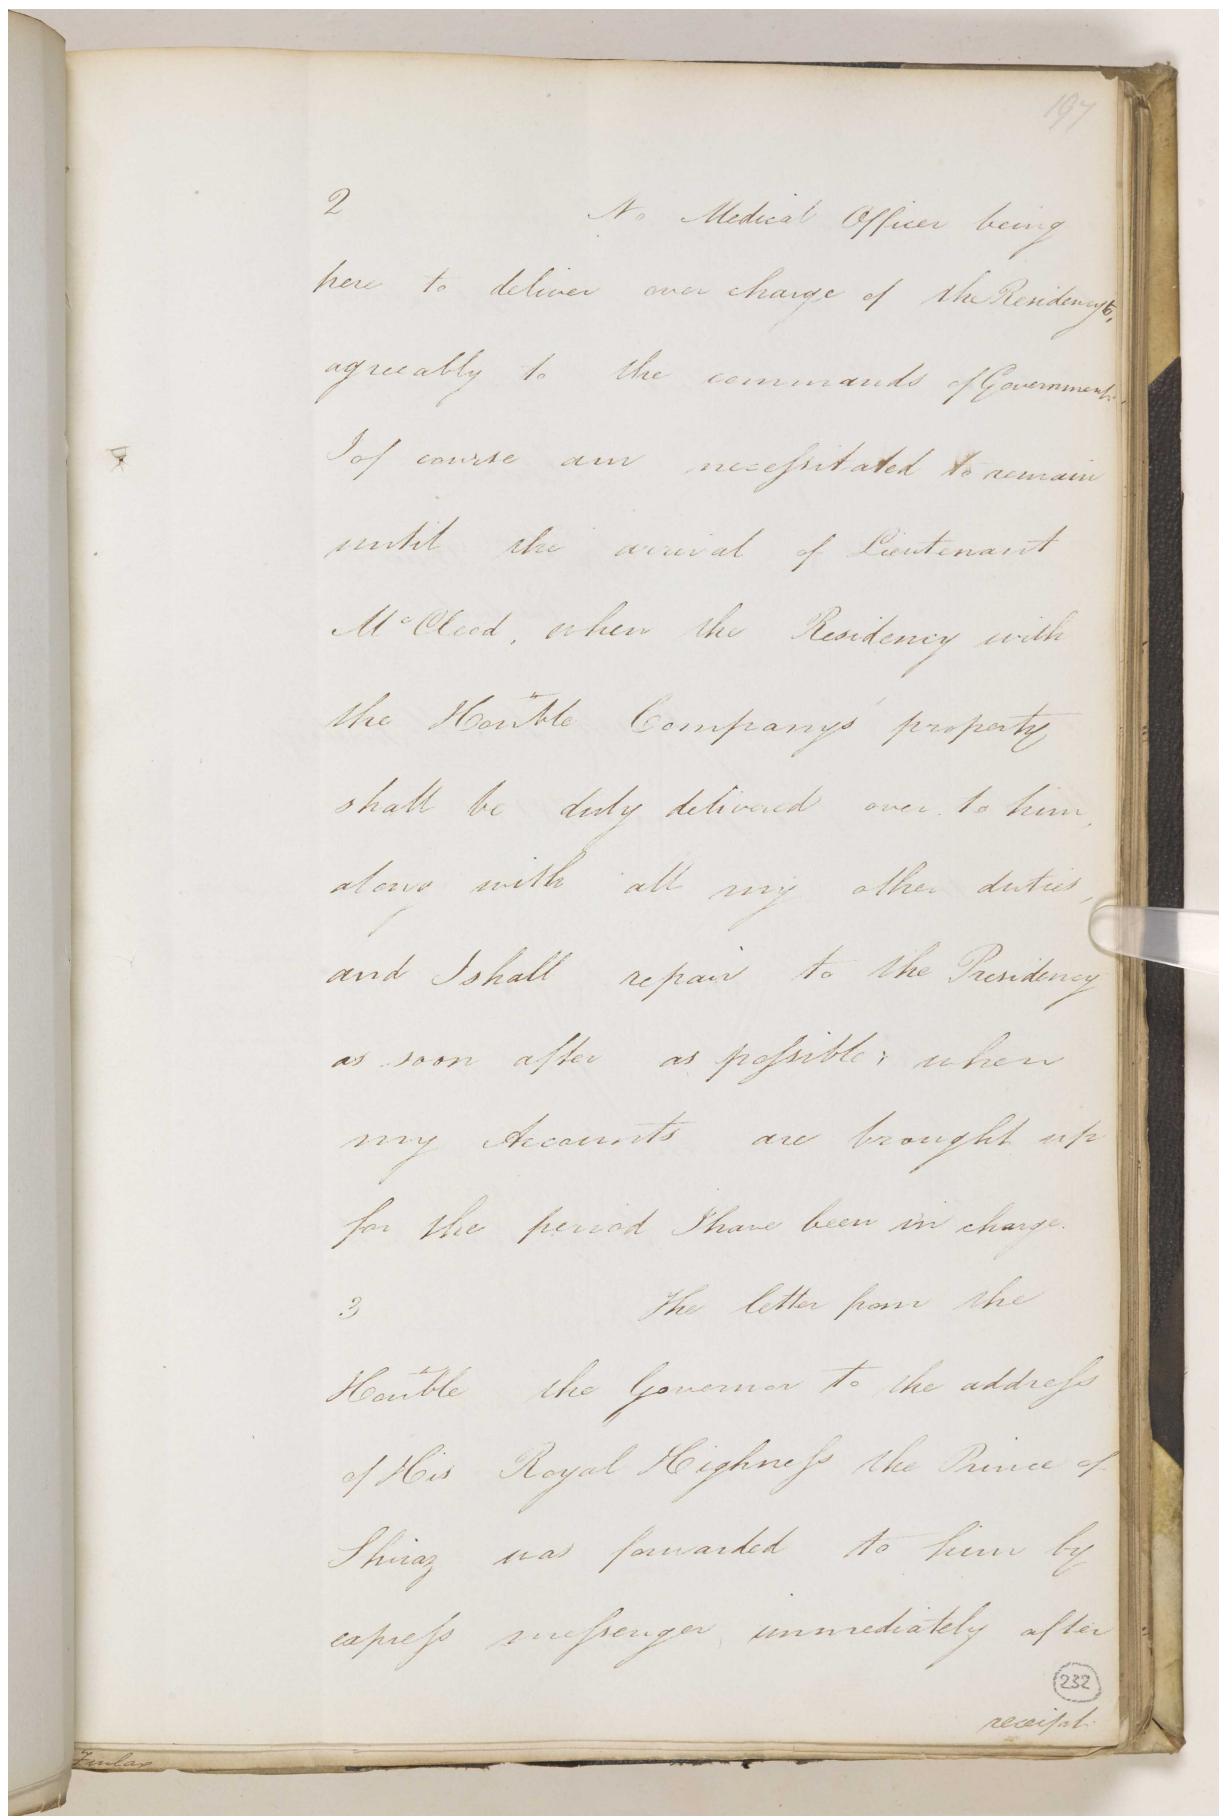 197
2 No Medical Officer being
here to deliver over charge of the Residency to,
agreeably to the commands of Government,
I of course am necessitated to remain
until the arrival of Lieutenant
McCleod, when the Residency with
the Honble Companys' property
shall be duly delivered over to him,
along with all my other duties,
and I shall repair to the Presidency
as soon after as possible; when
my Accounts are brought up
for the period I have been in charge.
3 The letter from the
Honble the Governor to the address
of His Royal Highness the Prince of
Shiraz was forwarded to him by
express messenger immediately after
232
receipt